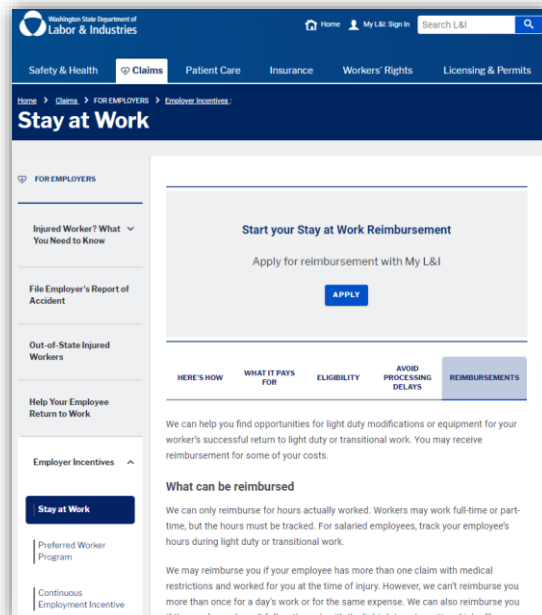 Washington State Department of
Labor & Industries
Home
My L&I: Sign In
Search L&I
Safety & Health
Claims
Patient Care
Insurance
Workers' Rights
Licensing & Permits
Home > Claims > FOR EMPLOYERS > Employer Incentives :
Stay at Work
FOR EMPLOYERS
Injured Worker? What
You Need to Know
File Employer's Report of
Accident
Out-of-State Injured
Workers
Help Your Employee
Return to Work
Employer Incentives
Stay at Work
Preferred Worker
Program
Continuous
Employment Incentive
Start your Stay at Work Reimbursement
Apply for reimbursement with My L&I
APPLY
HERE'S HOW
WHAT IT PAYS
FOR
ELIGIBILITY
AVOID
PROCESSING
DELAYS
REIMBURSEMENTS
We can help you find opportunities for light duty modifications or equipment for your
worker's successful return to light duty or transitional work. You may receive
reimbursement for some of your costs.
What can be reimbursed
We can only reimburse for hours actually worked. Workers may work full-time or part-
time, but the hours must be tracked. For salaried employees, track your employee's
hours during light duty or transitional work.
We may reimburse you if your employee has more than one claim with medical
restrictions and worked for you at the time of injury. However, we can't reimburse you
more than once for a day's work or for the same expense. We can also reimburse you